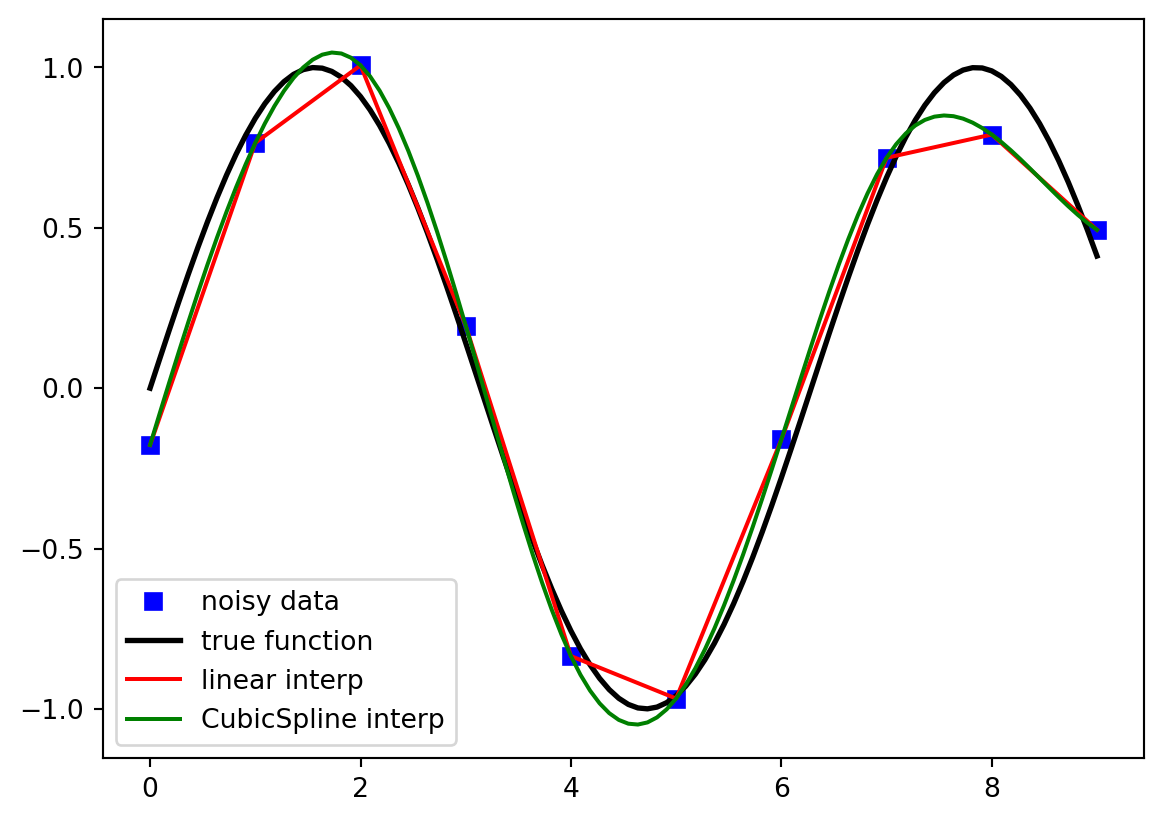 1.0
0.5
0.0
−0.5
−1.0
noisy data
true function
linear interp
CubicSpline interp
0 2 4 6 8